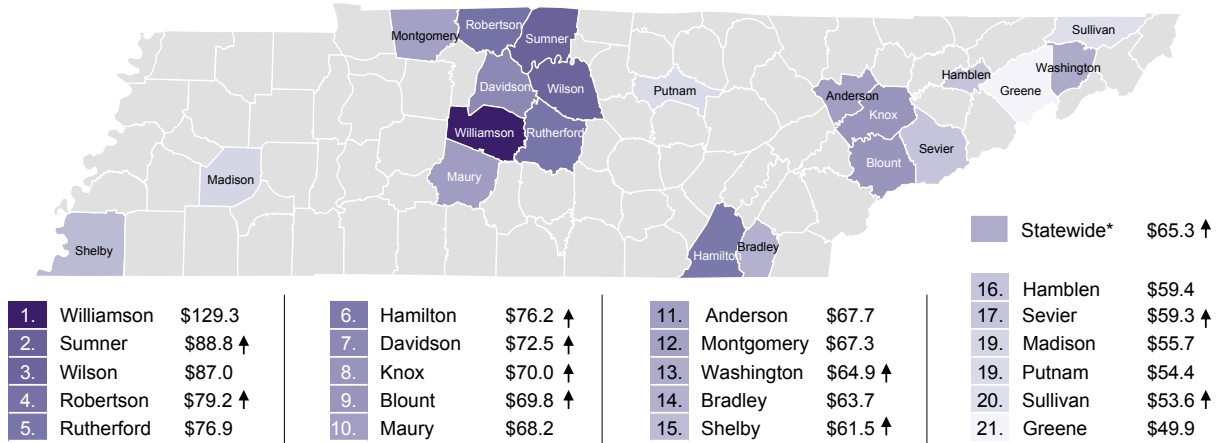 Montgomery
Robertson
Sumner
Sullivan
Davidson
Wilson
Putnam
Anderson
Hamblen
Washington
Greene
Knox
Williamson
Rutherford
Maury
Blount
Sevier
Madison
Shelby
Hamilton
Bradley
Statewide* $65.3 ↑
1. Williamson $129.3
2. Sumner $88.8 ↑
3. Wilson $87.0
4. Robertson $79.2 ↑
5. Rutherford $76.9
6. Hamilton $76.2 ↑
7. Davidson $72.5 ↑
8. Knox $70.0 ↑
9. Blount $69.8 ↑
10. Maury $68.2
11. Anderson $67.7
12. Montgomery $67.3
13. Washington $64.9 ↑
14. Bradley $63.7
15. Shelby $61.5 ↑
16. Hamblen $59.4
17. Sevier $59.3 ↑
19. Madison $55.7
19. Putnam $54.4
20. Sullivan $53.6 ↑
21. Greene $49.9